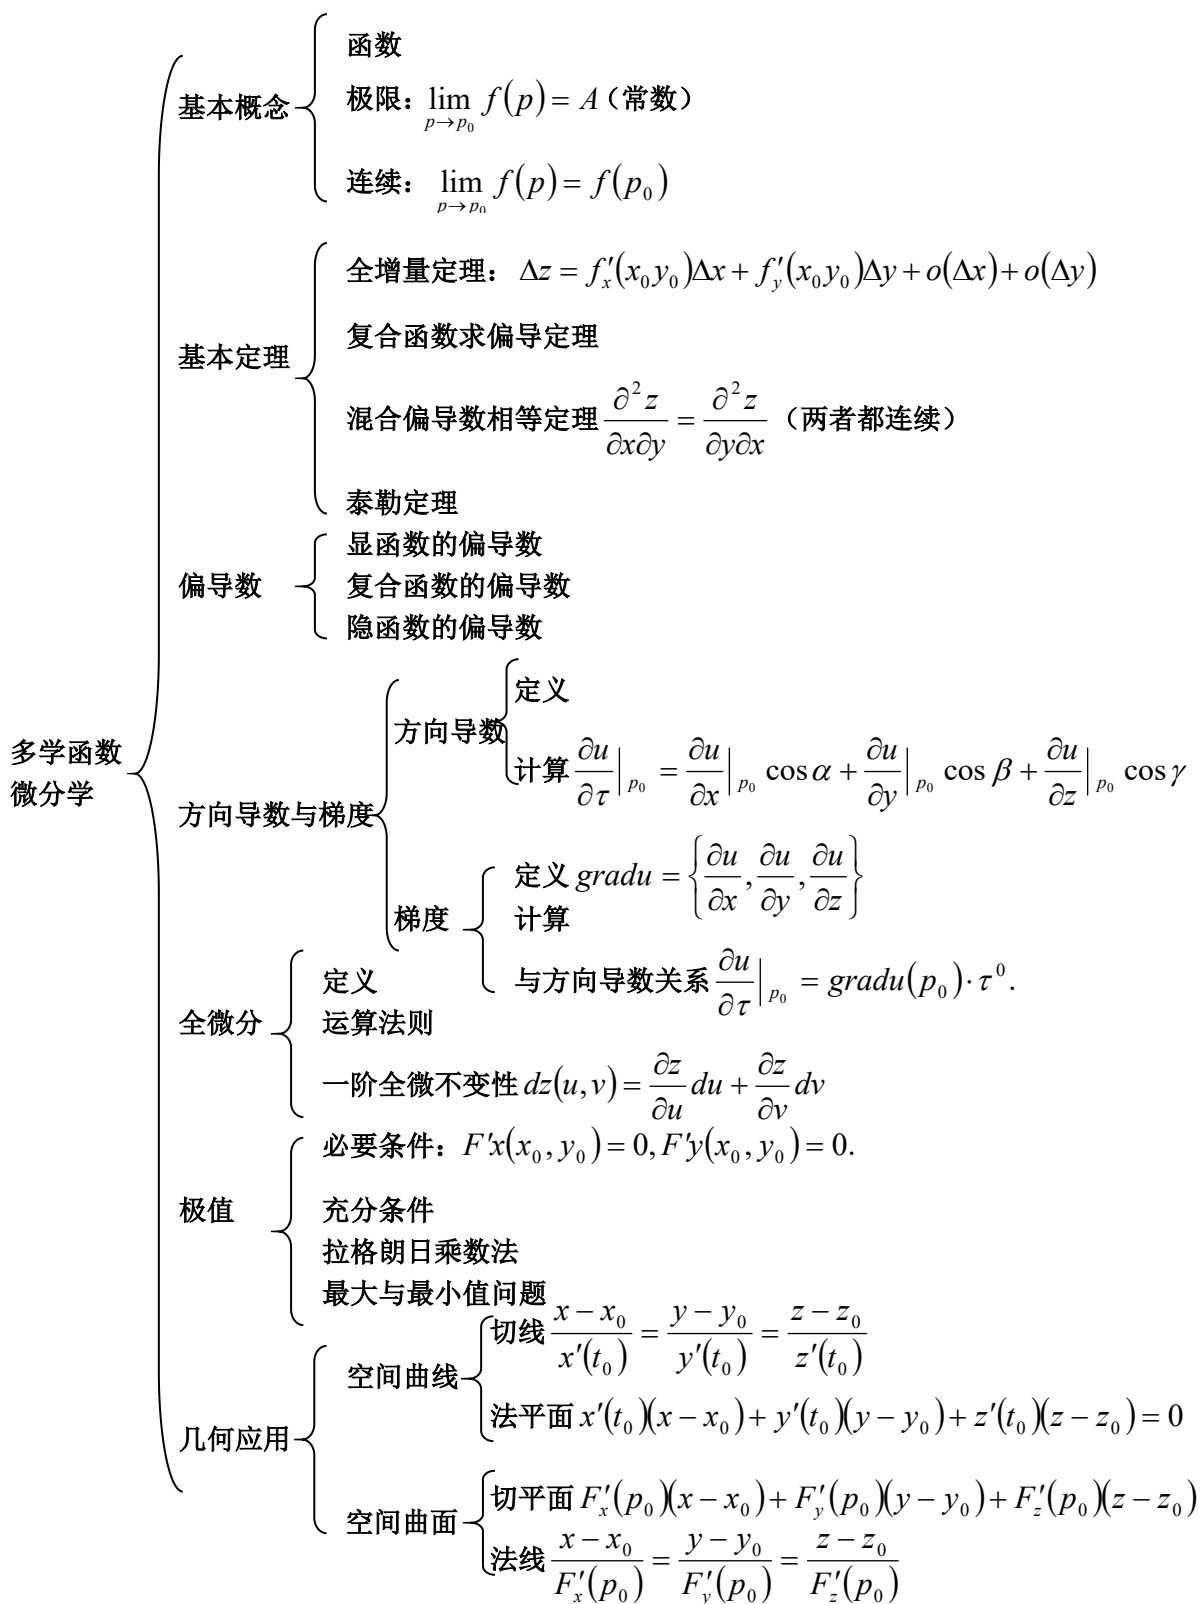 函数
基本概念
极限：lim_{p→p₀} f(p) = A（常数）
连续：lim_{p→p₀} f(p) = f(p₀)
全增量定理：Δz = f′ₓ(x₀y₀)Δx + f′_y(x₀y₀)Δy + o(Δx) + o(Δy)
复合函数求偏导定理
基本定理
混合偏导数相等定理 ∂²z/∂x∂y = ∂²z/∂y∂x（两者都连续）
泰勒定理
显函数的偏导数
偏导数
复合函数的偏导数
隐函数的偏导数
多学函数
微分学
方向导数与梯度
方向导数
定义
计算 ∂u/∂τ|_{p₀} = ∂u/∂x|_{p₀} cosα + ∂u/∂y|_{p₀} cosβ + ∂u/∂z|_{p₀} cosγ
梯度
定义 gradu = {∂u/∂x, ∂u/∂y, ∂u/∂z}
计算
与方向导数关系 ∂u/∂τ|_{p₀} = gradu(p₀)·τ⁰.
全微分
定义
运算法则
一阶全微不变性 dz(u,v) = ∂z/∂u du + ∂z/∂v dv
极值
必要条件：F'x(x₀, y₀) = 0, F'y(x₀, y₀) = 0.
充分条件
拉格朗日乘数法
最大与最小值问题
几何应用
空间曲线
切线 (x − x₀)/x′(t₀) = (y − y₀)/y′(t₀) = (z − z₀)/z′(t₀)
法平面 x′(t₀)(x − x₀) + y′(t₀)(y − y₀) + z′(t₀)(z − z₀) = 0
空间曲面
切平面 F′ₓ(p₀)(x − x₀) + F′_y(p₀)(y − y₀) + F′_z(p₀)(z − z₀)
法线 (x − x₀)/F′ₓ(p₀) = (y − y₀)/F′_y(p₀) = (z − z₀)/F′_z(p₀)